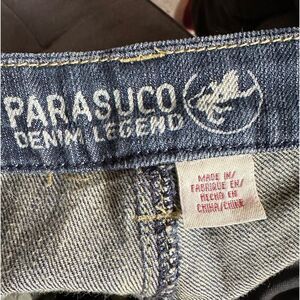 PARASUCO
DENIM LEGEND
MADE IN/
FABRIQUE EN/
HECHO EN
CHINA/CHINE